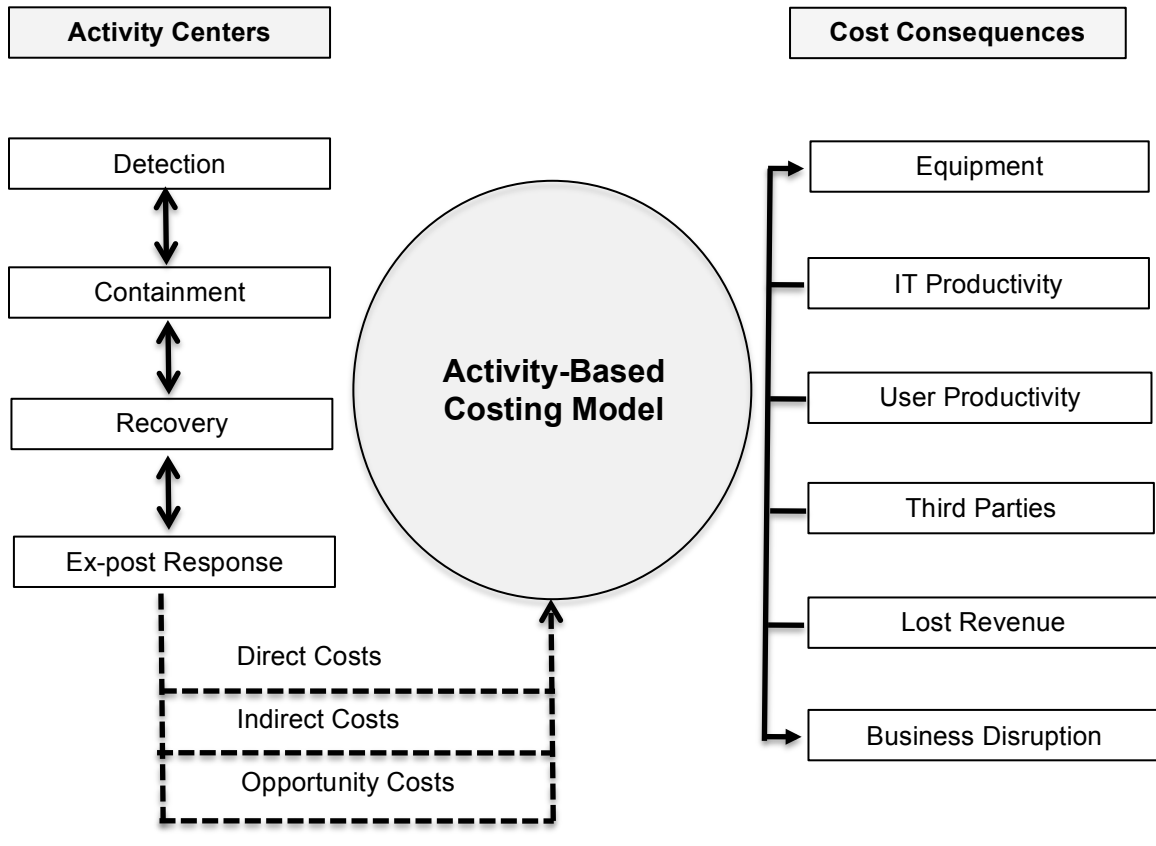 Activity Centers
Cost Consequences
Detection
Containment
Recovery
Ex-post Response
Direct Costs
Indirect Costs
Opportunity Costs
Activity-Based
Costing Model
Equipment
IT Productivity
User Productivity
Third Parties
Lost Revenue
Business Disruption